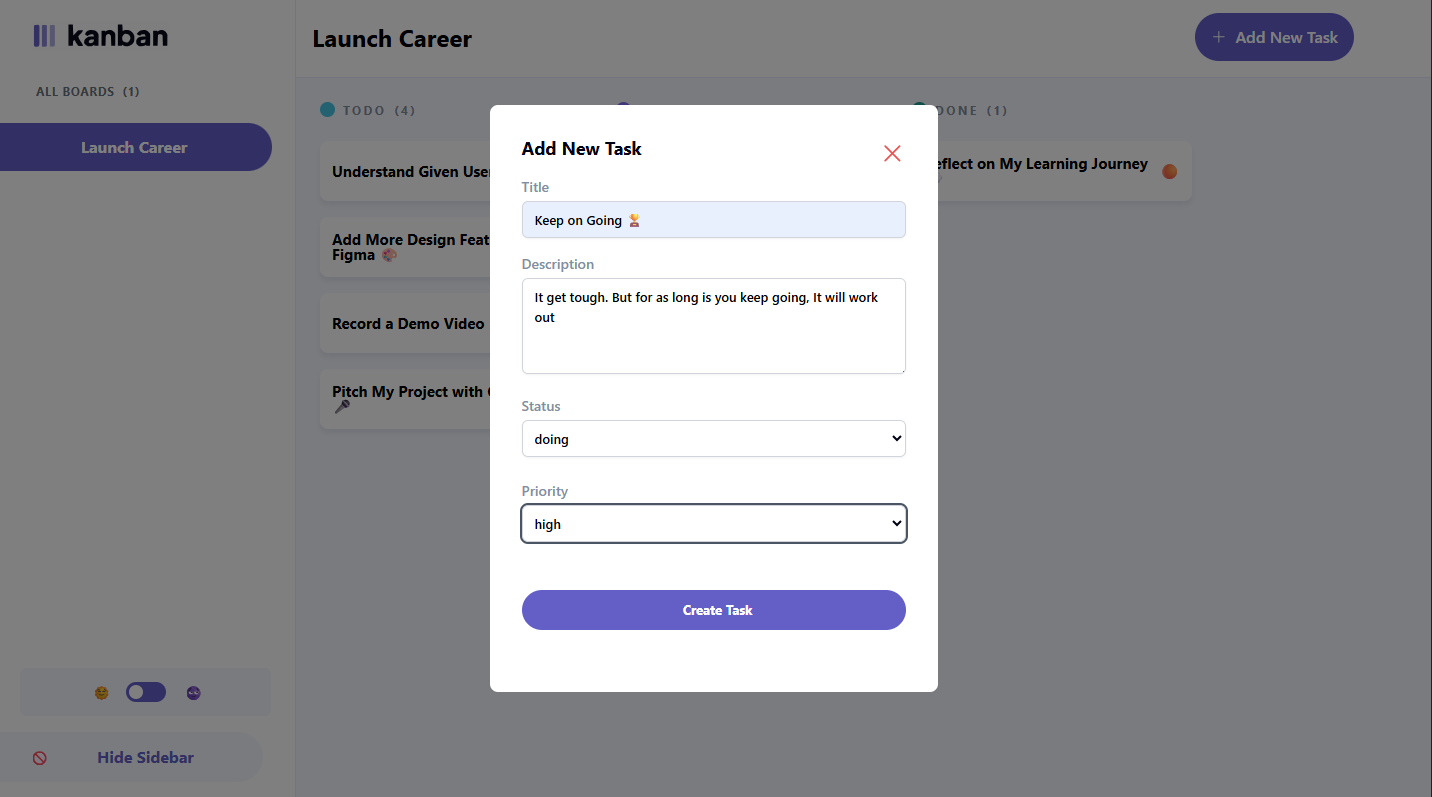 kanban
Launch Career
+ Add New Task
ALL BOARDS (1)
Launch Career
TODO (4)
DONE (1)
Understand Given
Add More Design
Figma 🎨
Record a Demo Video
Pitch My Project with
🎤
on My Learning Journey
Add New Task
Title
Keep on Going
Description
It get tough. But for as long is you keep going, It will work
out
Status
doing
Priority
high
Create Task
Hide Sidebar